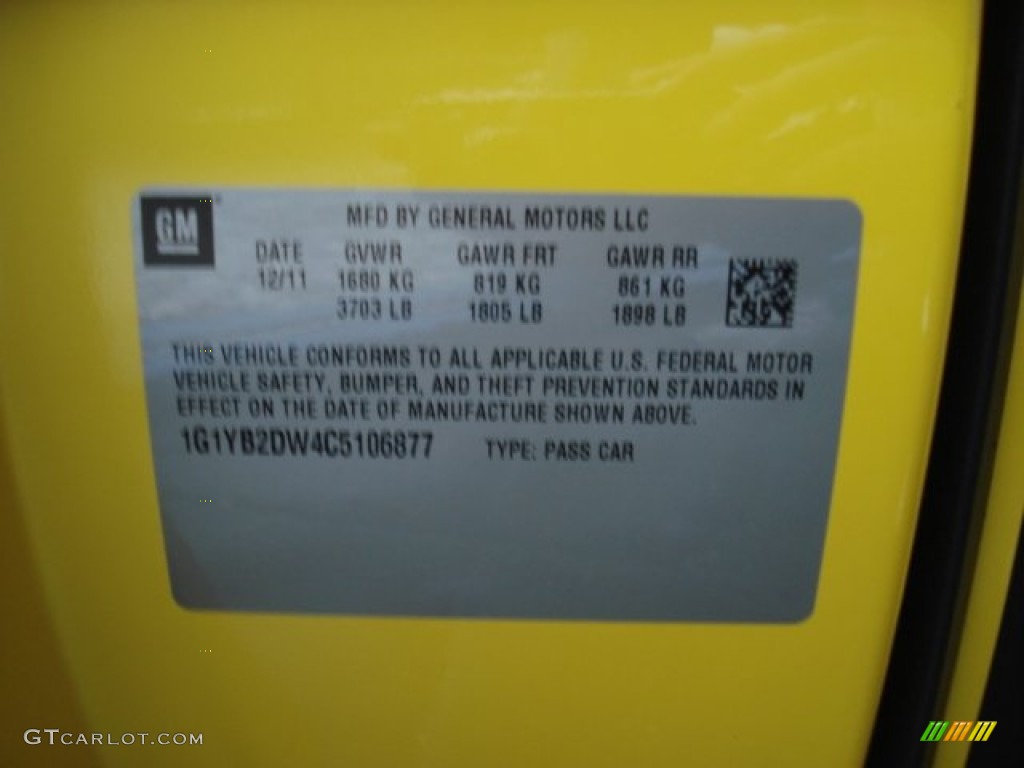 GM
MFD BY GENERAL MOTORS LLC
DATE GVWR GAWR FRT GAWR RR
12/11 1680 KG 819 KG 861 KG
3703 LB 1805 LB 1898 LB
THIS VEHICLE CONFORMS TO ALL APPLICABLE U.S. FEDERAL MOTOR
VEHICLE SAFETY, BUMPER, AND THEFT PREVENTION STANDARDS IN
EFFECT ON THE DATE OF MANUFACTURE SHOWN ABOVE.
1G1YB2DW4C5106877 TYPE: PASS CAR
GTCARLOT.COM